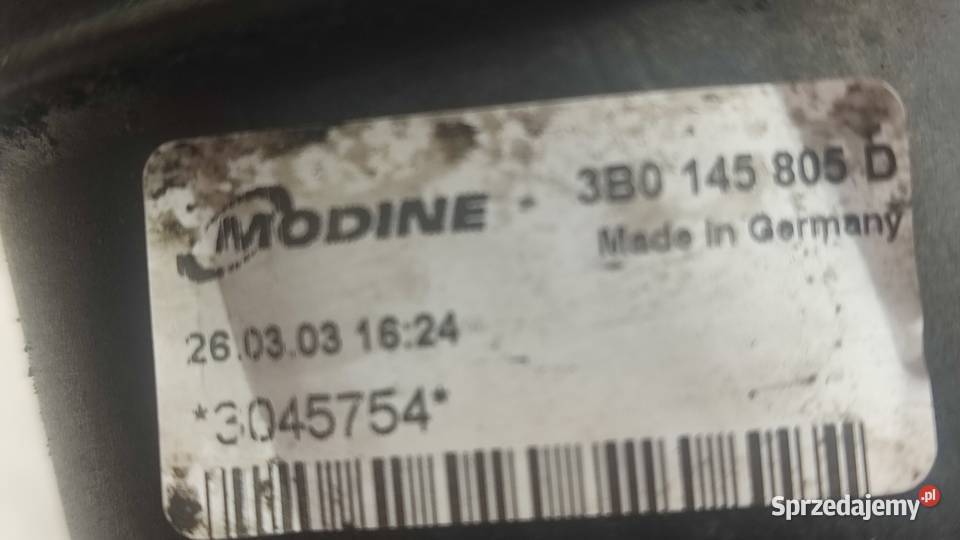 MODINE
3B0 145 805 D
Made in Germany
26.03.03 16:24
*3045754*
Sprzedajemy.pl